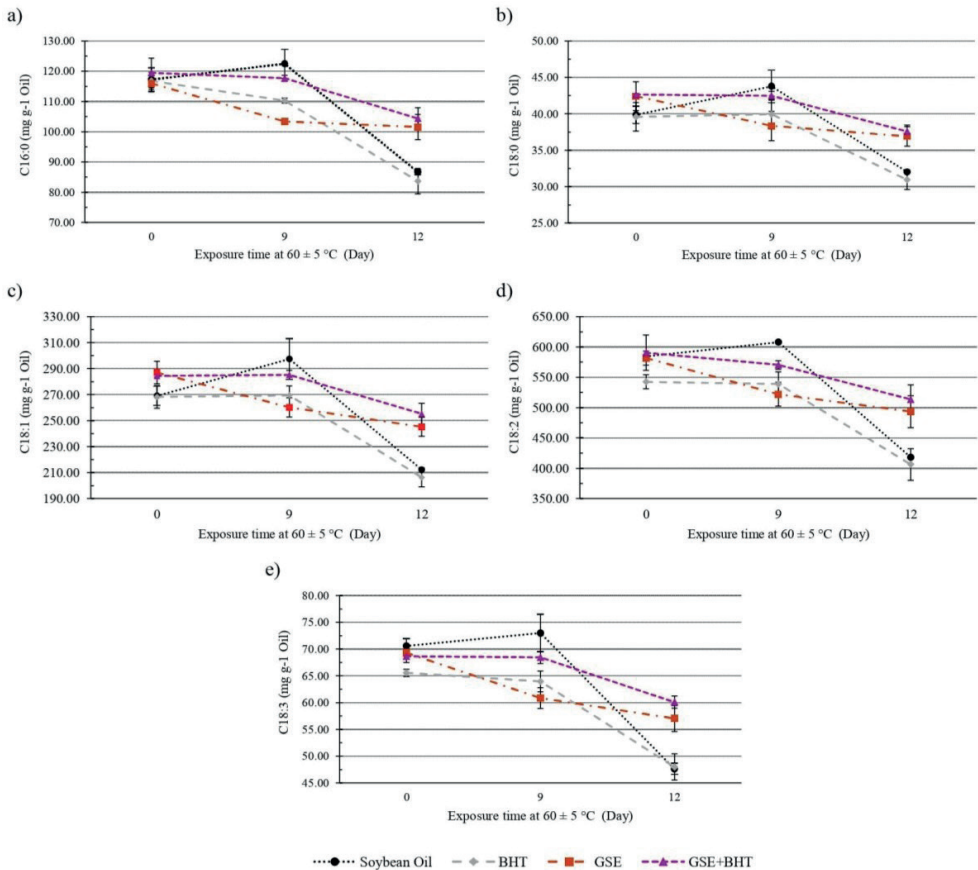 a)
130.00
120.00
110.00
100.00
90.00
80.00
70.00
C16:0 (mg g-1 Oil)
0 9 12
Exposure time at 60 ± 5 °C (Day)
b)
50.00
45.00
40.00
35.00
30.00
25.00
C18:0 (mg g-1 Oil)
0 9 12
Exposure time at 60 ± 5 °C (Day)
c)
330.00
310.00
290.00
270.00
250.00
230.00
210.00
190.00
C18:1 (mg g-1 Oil)
0 9 12
Exposure time at 60 ± 5 °C (Day)
d)
650.00
600.00
550.00
500.00
450.00
400.00
350.00
C18:2 (mg g-1 Oil)
0 9 12
Exposure time at 60 ± 5 °C (Day)
e)
80.00
75.00
70.00
65.00
60.00
55.00
50.00
45.00
C18:3 (mg g-1 Oil)
0 9 12
Exposure time at 60 ± 5 °C (Day)
Soybean Oil BHT GSE GSE+BHT